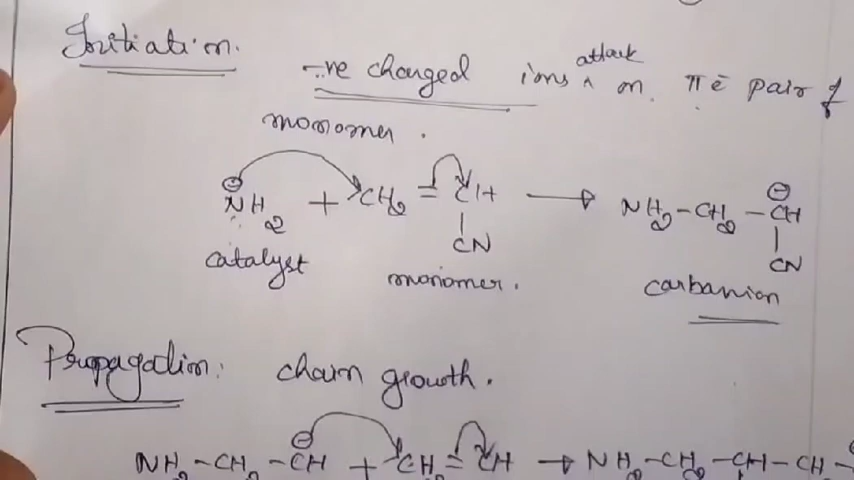 Initiation.
-ve charged ions ^ attack on πē pair of
monomer.
⊖NH2 + CH2 = CH → NH2-CH2-CH⊖
CN CN
catalyst monomer. carbanion
Propagation: chain growth.
NH2-CH2-CH⊖ + CH2=CH → NH2-CH2-CH-CH